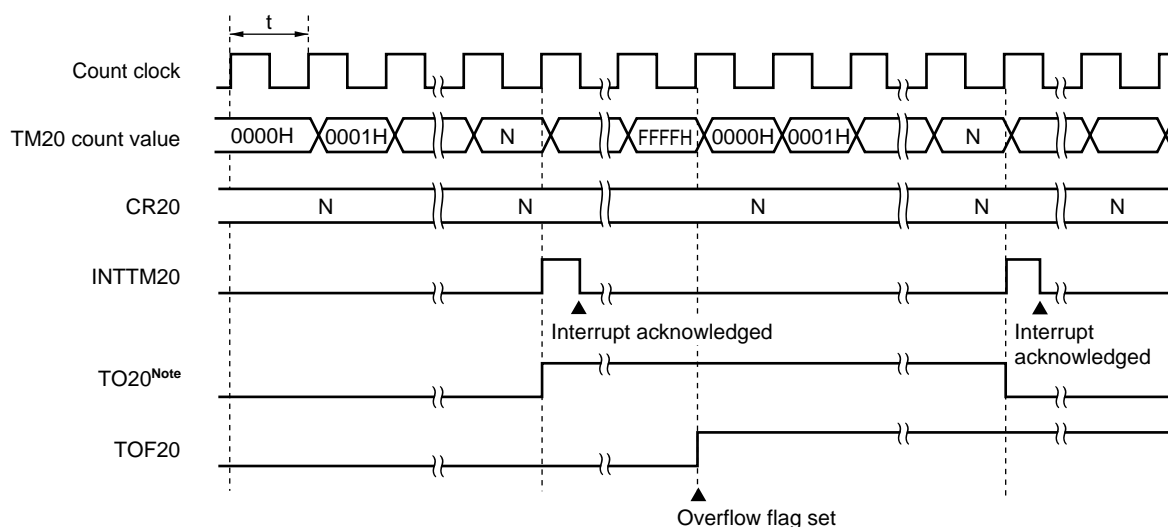 t
Count clock
TM20 count value 0000H 0001H N FFFFH 0000H 0001H N
CR20 N N N N N
INTTM20
Interrupt acknowledged
Interrupt
acknowledged
TO20Note
TOF20
Overflow flag set